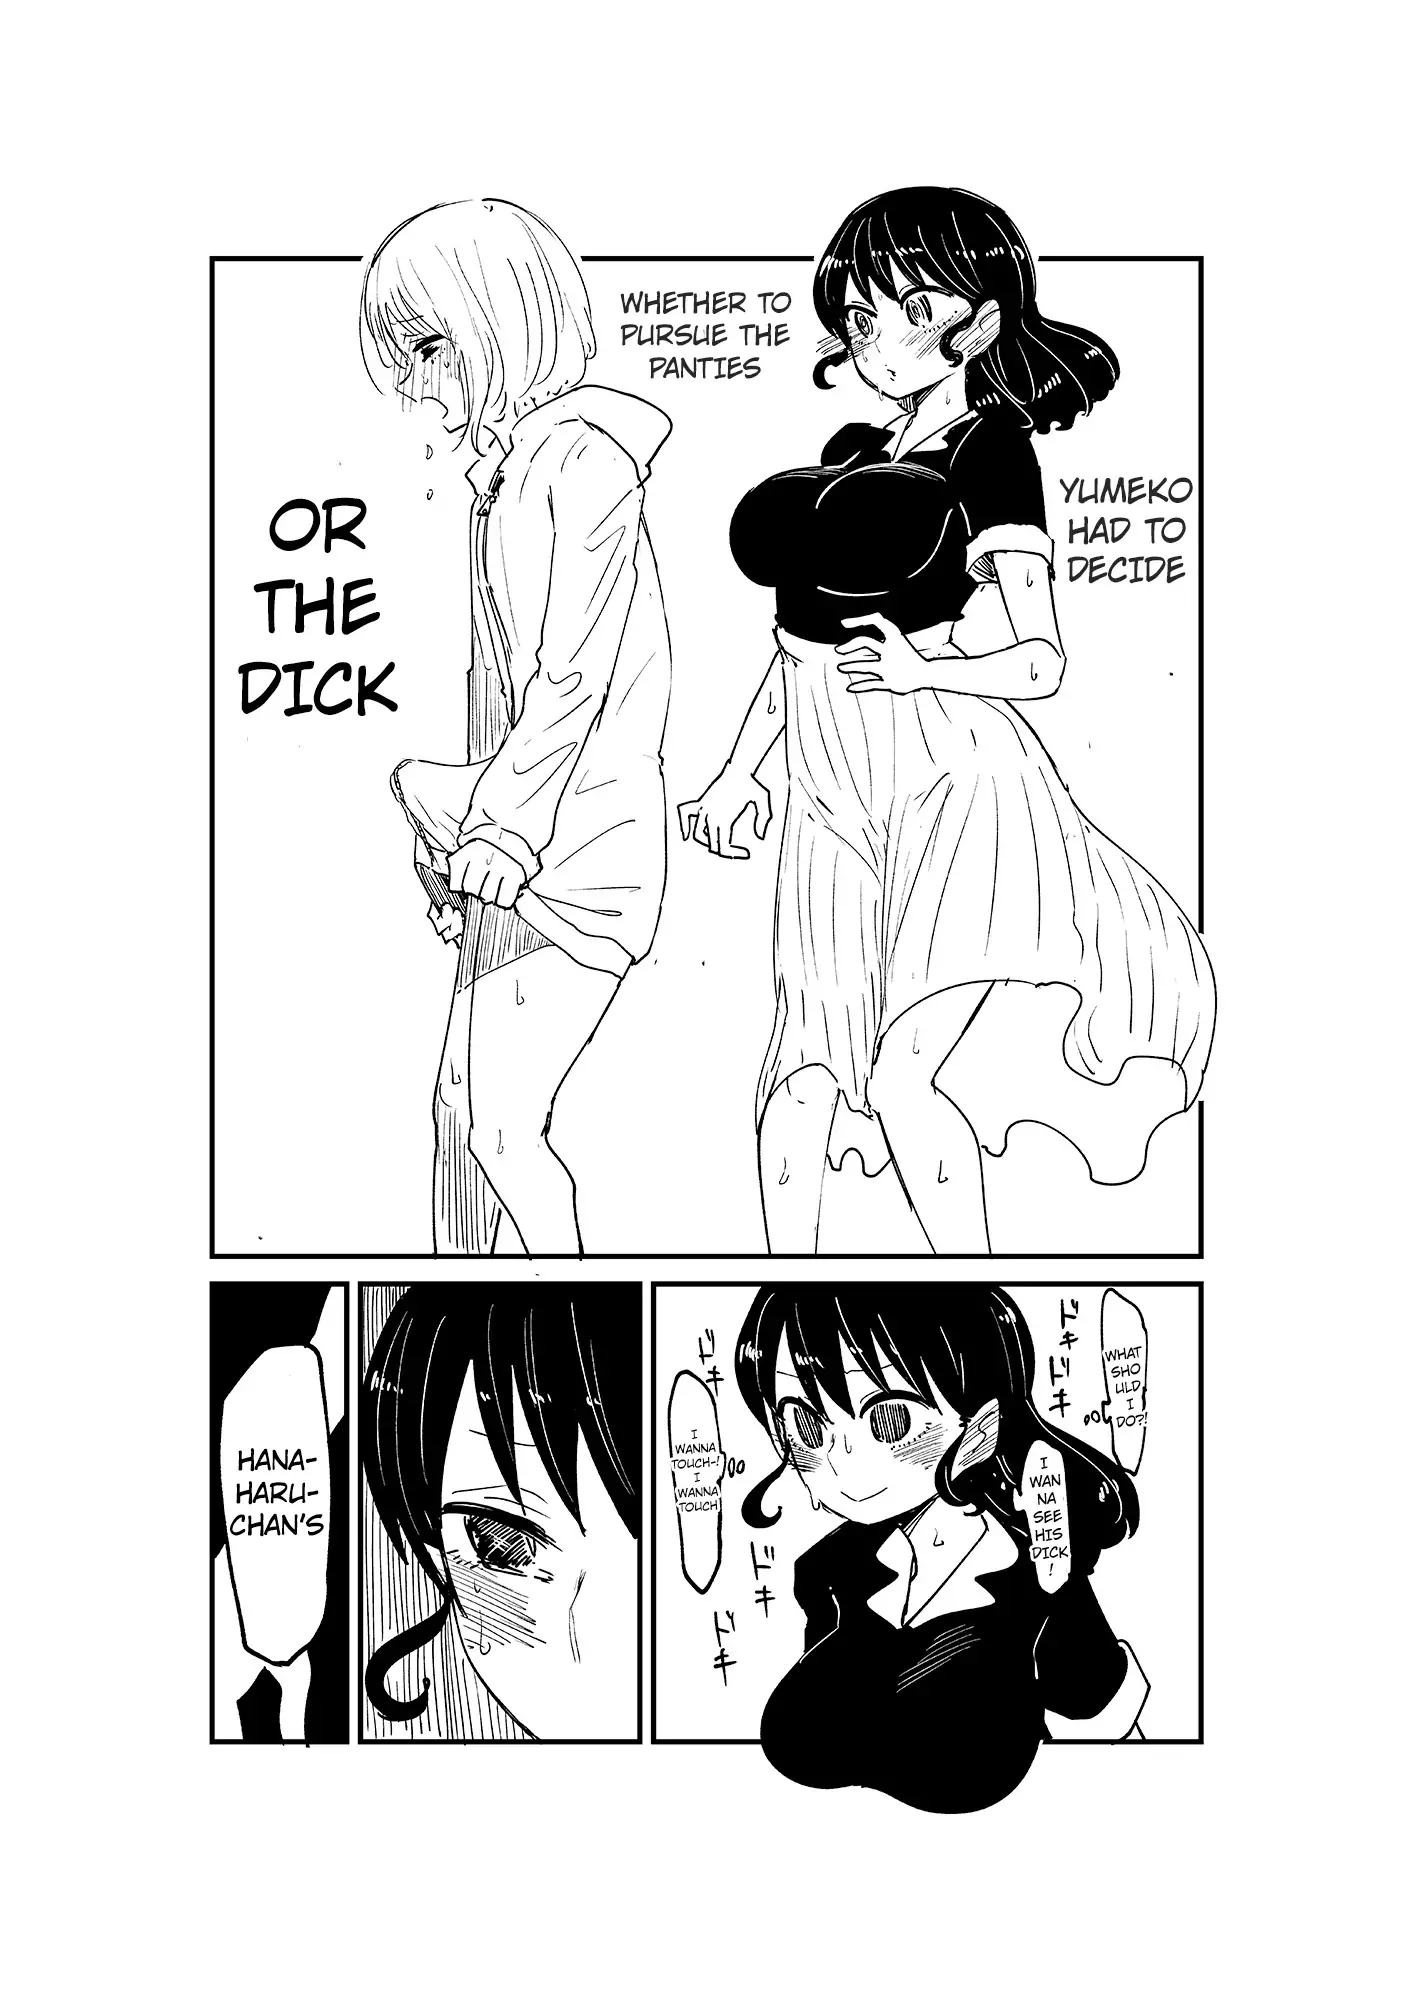 YUMEKO
HAD TO
DECIDE
WHETHER TO
PURSUE THE
PANTIES
OR
THE
DICK
WHAT
SHO
ULD
I
DO?!
ドキ
ドキ
I
WAN
NA
SEE
HIS
DICK
!
ドキ
I
WANNA
TOUCH-!
I
WANNA
TOUCH
ドキ
ドキ
HANA-
HARU-
CHAN'S